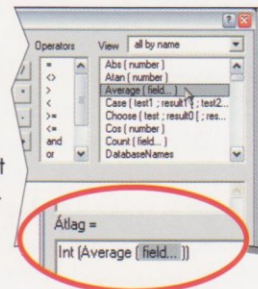 Operators
View all by name
=
<>
>
<
>=
<=
and
or
Abs ( number )
Atan ( number )
Average ( field... )
Case ( test1 ; result1 ; test2...
Choose ( test ; result0 [ ; res...
Cos ( number )
Count ( field... )
DatabaseNames
Átlag =
Int (Average ( field... ))